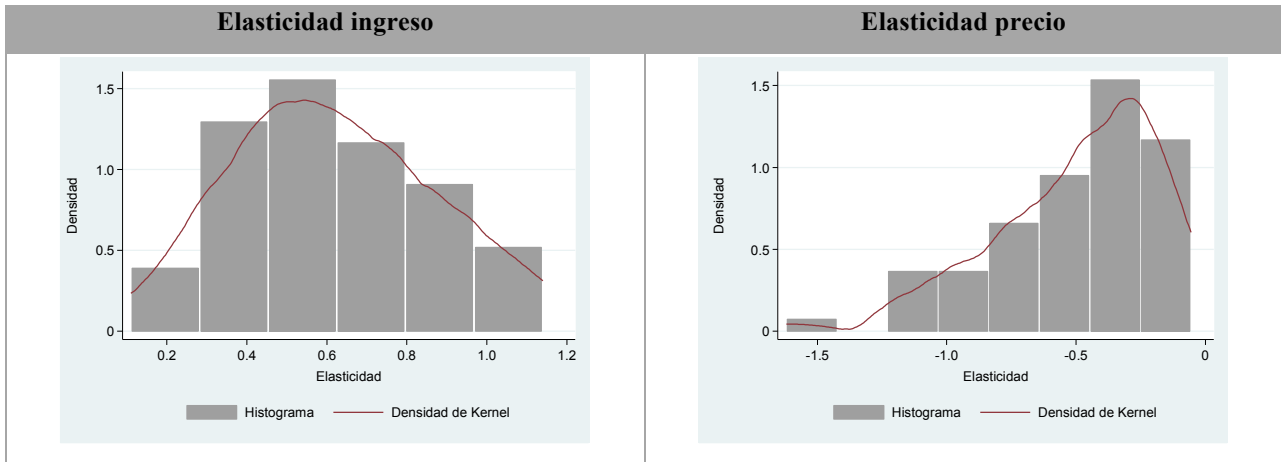 Elasticidad ingreso
1.5
1.0
0.5
0
Densidad
0.2 0.4 0.6 0.8 1.0 1.2
Elasticidad
Histograma Densidad de Kernel
Elasticidad precio
1.5
1.0
0.5
0
Densidad
-1.5 -1.0 -0.5 0
Elasticidad
Histograma Densidad de Kernel